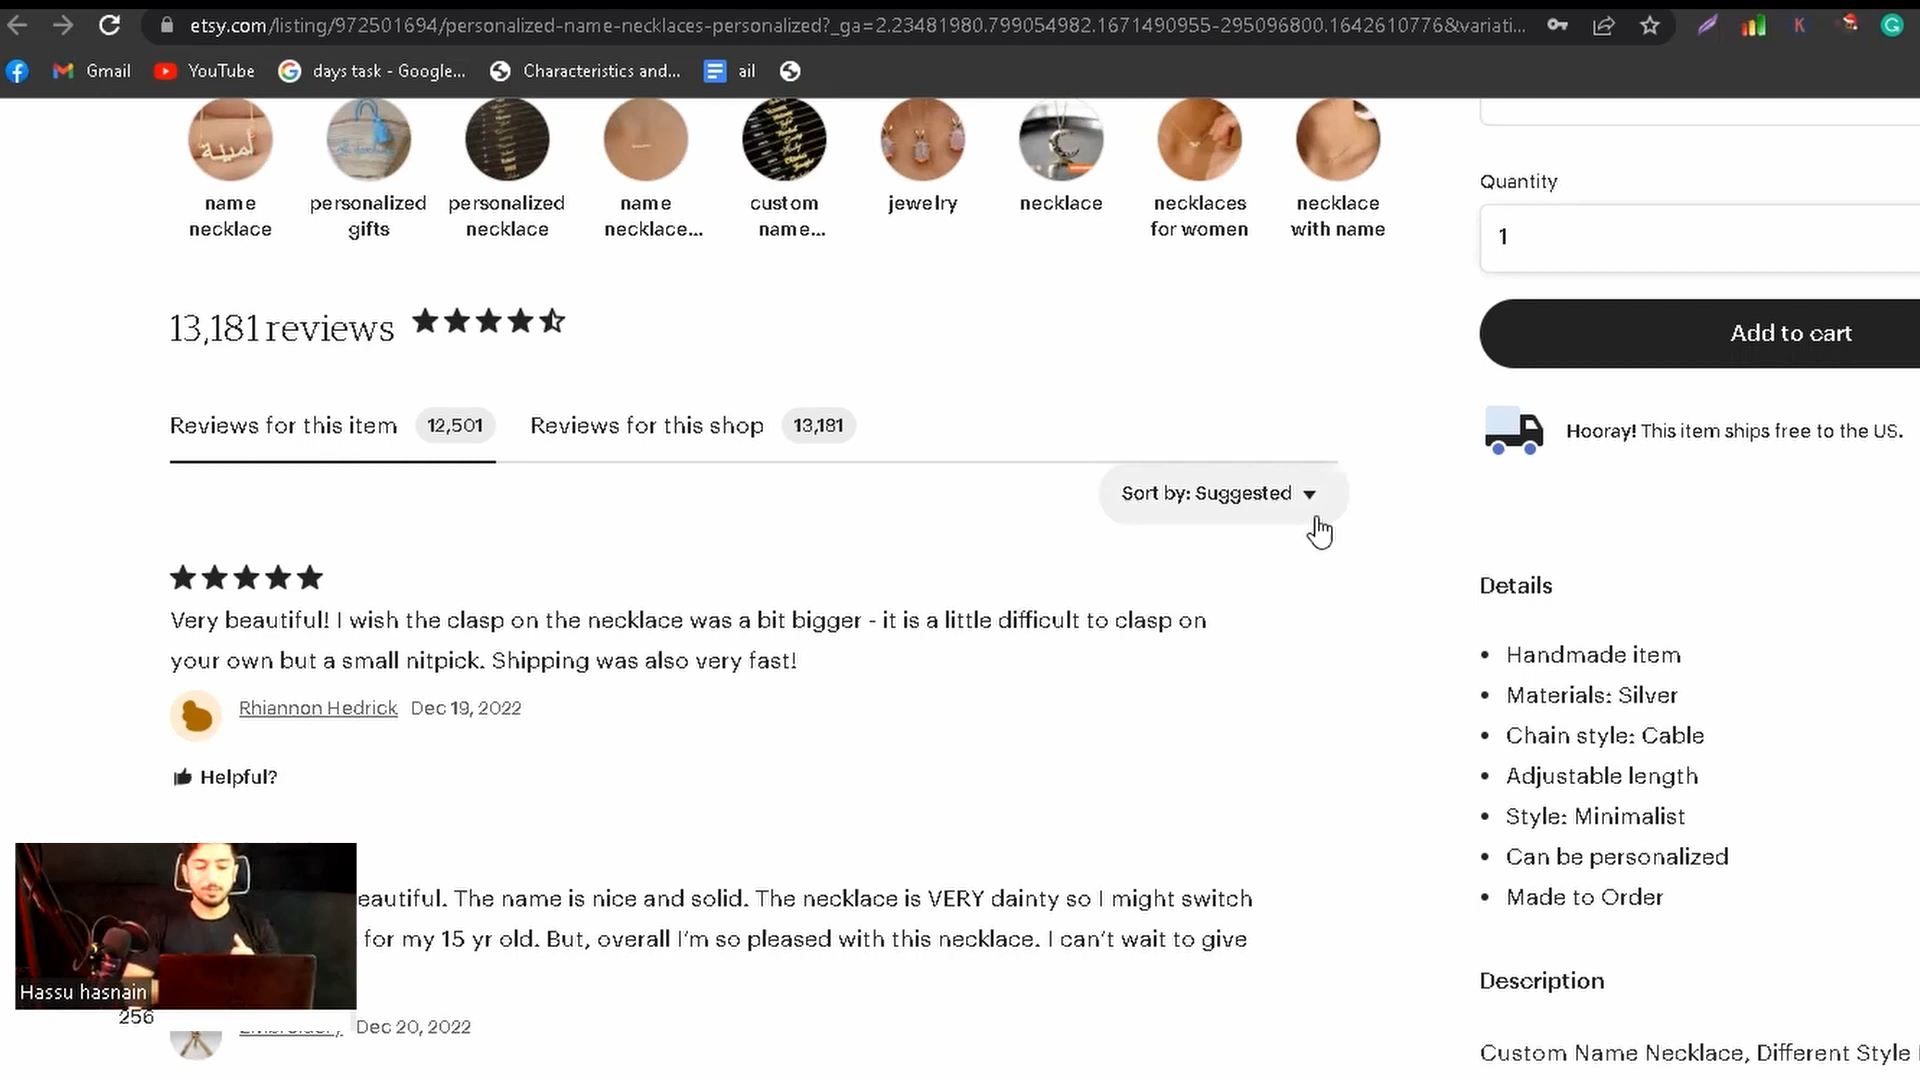 etsy.com/listing/972501694/personalized-name-necklaces-personalized?_ga=2.23481980.799054982.1671490955-295096800.1642610776&variati...
Gmail YouTube days task - Google... Characteristics and... ail
لمبية
name necklace
personalized gifts
personalized necklace
name necklace...
custom name...
jewelry
necklace
necklaces for women
necklace with name
Quantity
1
13,181 reviews
Add to cart
Reviews for this item 12,501 Reviews for this shop 13,181
Hooray! This item ships free to the US.
Sort by: Suggested
Very beautiful! I wish the clasp on the necklace was a bit bigger - it is a little difficult to clasp on
your own but a small nitpick. Shipping was also very fast!
Rhiannon Hedrick Dec 19, 2022
Helpful?
eautiful. The name is nice and solid. The necklace is VERY dainty so I might switch
for my 15 yr old. But, overall I'm so pleased with this necklace. I can't wait to give
Hassu hasnain
256
Dec 20, 2022
Details
• Handmade item
• Materials: Silver
• Chain style: Cable
• Adjustable length
• Style: Minimalist
• Can be personalized
• Made to Order
Description
Custom Name Necklace, Different Style